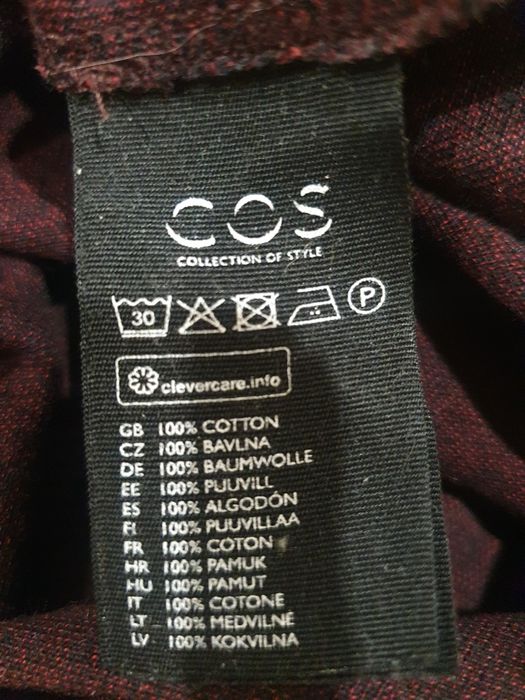 COS
COLLECTION OF STYLE
30 P
clevercare.info
GB 100% COTTON
CZ 100% BAVLNA
DE 100% BAUMWOLLE
EE 100% PUUVILL
ES 100% ALGODÓN
FI 100% PUUVILLAA
FR 100% COTON
HR 100% PAMUK
HU 100% PAMUT
IT 100% COTONE
LT 100% MEDVILNE
LV 100% KOKVILNA